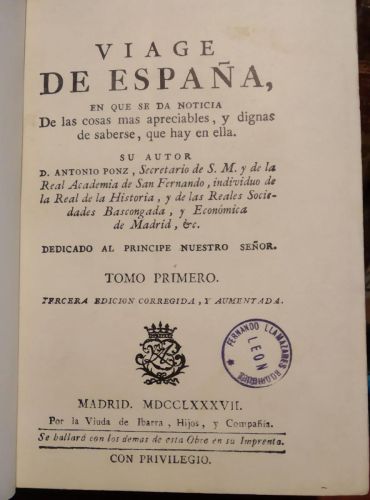 VIAGE
DE ESPAÑA,
EN QUE SE DA NOTICIA
De las cosas mas apreciables, y dignas
de saberse, que hay en ella.
SU AUTOR
D. ANTONIO PONZ, Secretario de S. M. y de la
Real Academia de San Fernando, individuo de
la Real de la Historia, y de las Reales Socie-
dades Bascongada, y Económica
de Madrid, &c.
DEDICADO AL PRINCIPE NUESTRO SEÑOR.
TOMO PRIMERO.
TERCERA EDICION CORREGIDA, Y AUMENTADA.
FERNANDO LLAMAZARES
LEON
MADRID. MDCCLXXXVII.
Por la Viuda de Ibarra, Hijos, y Compañia.
Se hallará con los demas de esta Obra en su Imprenta.
CON PRIVILEGIO.